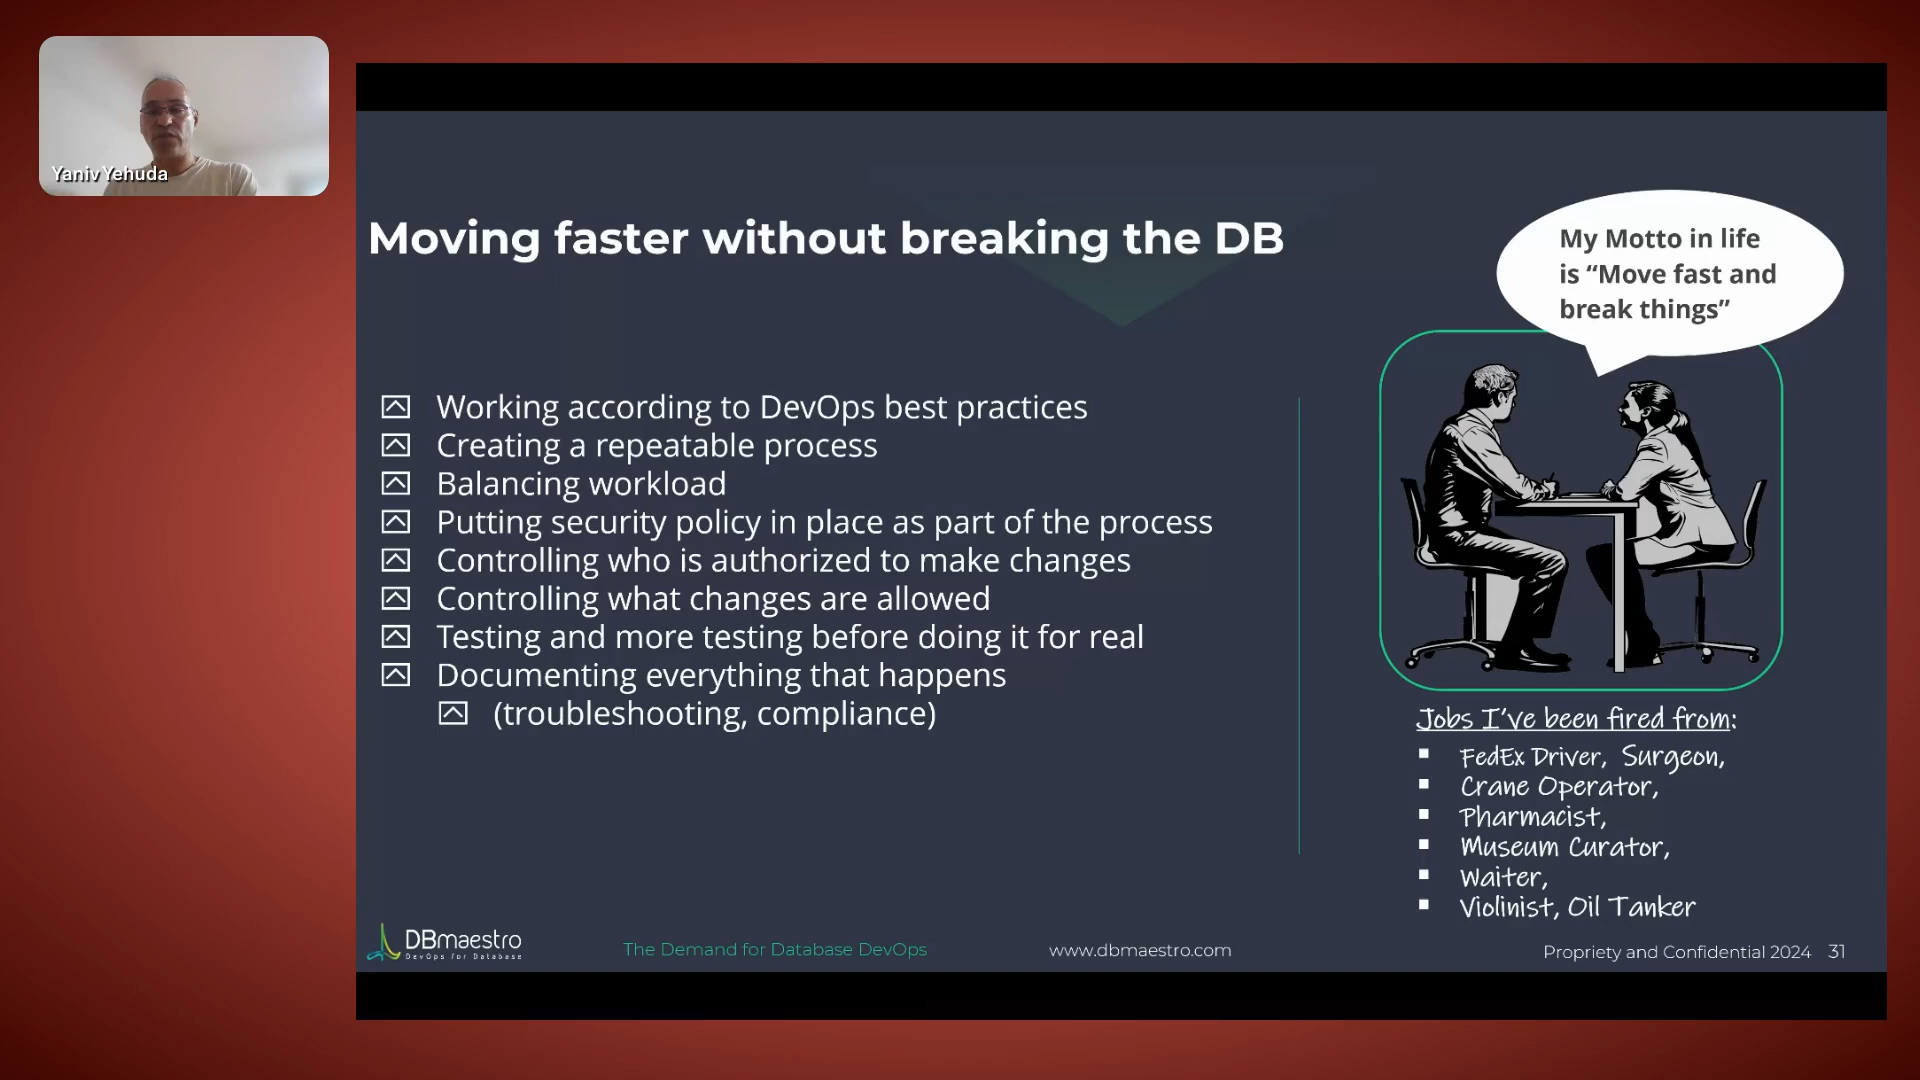 Yaniv Yehuda
Moving faster without breaking the DB
My Motto in life
is “Move fast and
break things”
Working according to DevOps best practices
Creating a repeatable process
Balancing workload
Putting security policy in place as part of the process
Controlling who is authorized to make changes
Controlling what changes are allowed
Testing and more testing before doing it for real
Documenting everything that happens
(troubleshooting, compliance)
Jobs I’ve been fired from:
FedEx Driver, Surgeon,
Crane Operator,
Pharmacist,
Museum Curator,
Waiter,
Violinist, Oil Tanker
DBmaestro
DevOps for Database
The Demand for Database DevOps
www.dbmaestro.com
Propriety and Confidential 2024 31